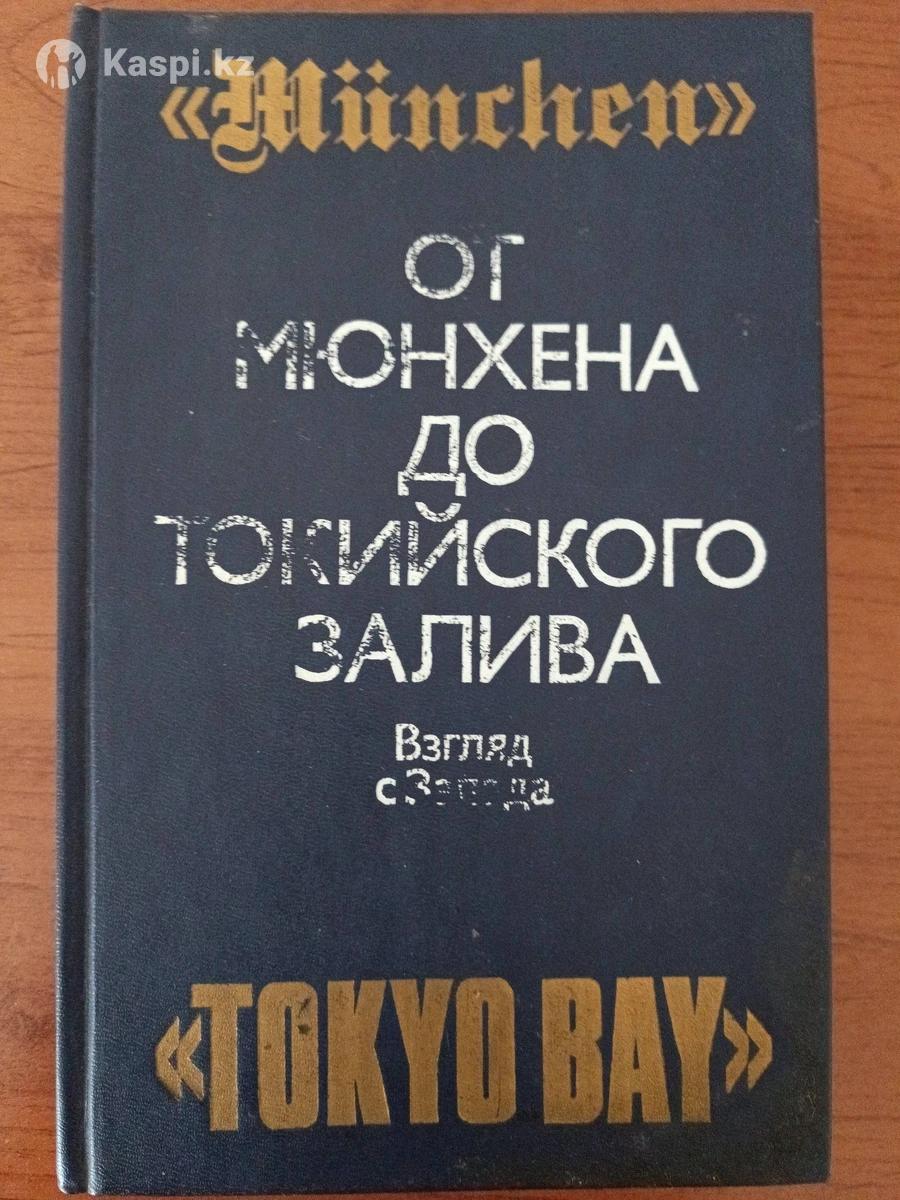 Kaspi.kz
«München»
ОТ
МЮНХЕНА
ДО
ТОКИЙСКОГО
ЗАЛИВА
Взгляд
с Запада
«TOKYO BAY»